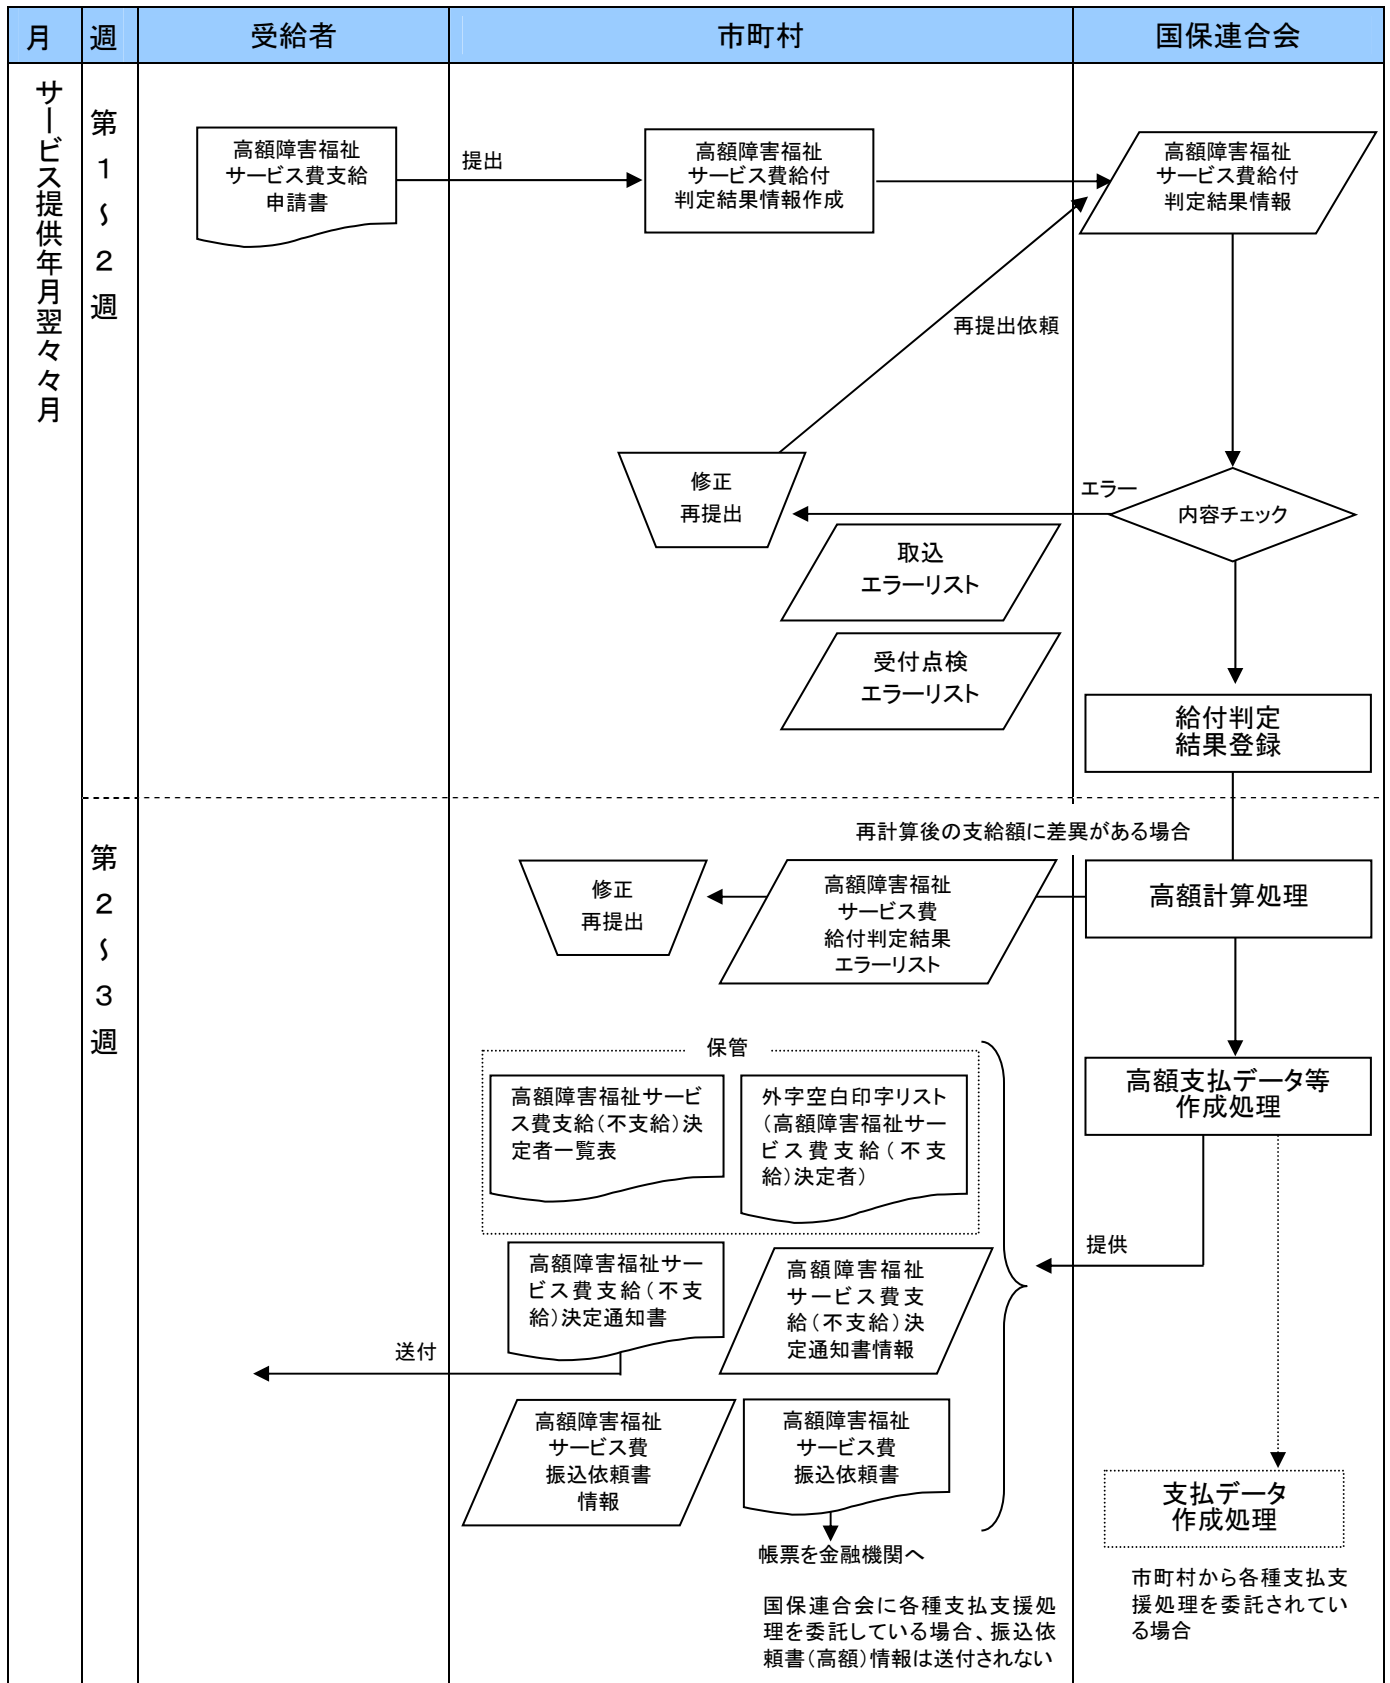 月
週
受給者
市町村
国保連合会
サービス提供年月翌々々月
第1～2週
高額障害福祉
サービス費支給
申請書
提出
高額障害福祉
サービス費給付
判定結果情報作成
高額障害福祉
サービス費給付
判定結果情報
再提出依頼
修正
再提出
エラー
内容チェック
取込
エラーリスト
受付点検
エラーリスト
給付判定
結果登録
第2～3週
再計算後の支給額に差異がある場合
修正
再提出
高額障害福祉
サービス費
給付判定結果
エラーリスト
高額計算処理
保管
高額障害福祉サービ
ス費支給(不支給)決
定者一覧表
外字空白印字リスト
(高額障害福祉サー
ビス費支給(不支
給)決定者)
高額支払データ等
作成処理
提供
高額障害福祉サー
ビス費支給(不支
給)決定通知書
高額障害福祉
サービス費支
給(不支給)決
定通知書情報
送付
高額障害福祉
サービス費
振込依頼書
情報
高額障害福祉
サービス費
振込依頼書
帳票を金融機関へ
支払データ
作成処理
国保連合会に各種支払支援処
理を委託している場合、振込依
頼書(高額)情報は送付されない
市町村から各種支払支
援処理を委託されてい
る場合